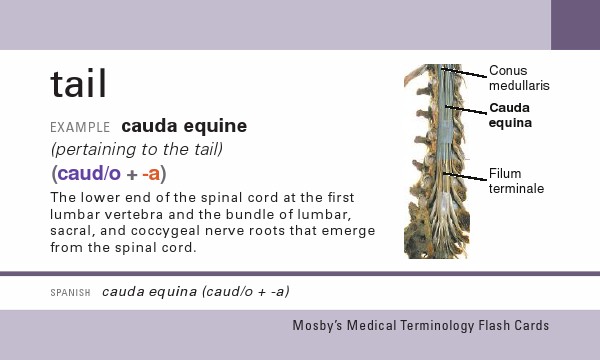 tail
EXAMPLE cauda equine
(pertaining to the tail)
(caud/o + -a)
The lower end of the spinal cord at the first
lumbar vertebra and the bundle of lumbar,
sacral, and coccygeal nerve roots that emerge
from the spinal cord.
Conus
medullaris
Cauda
equina
Filum
terminale
SPANISH cauda equina (caud/o + -a)
Mosby's Medical Terminology Flash Cards